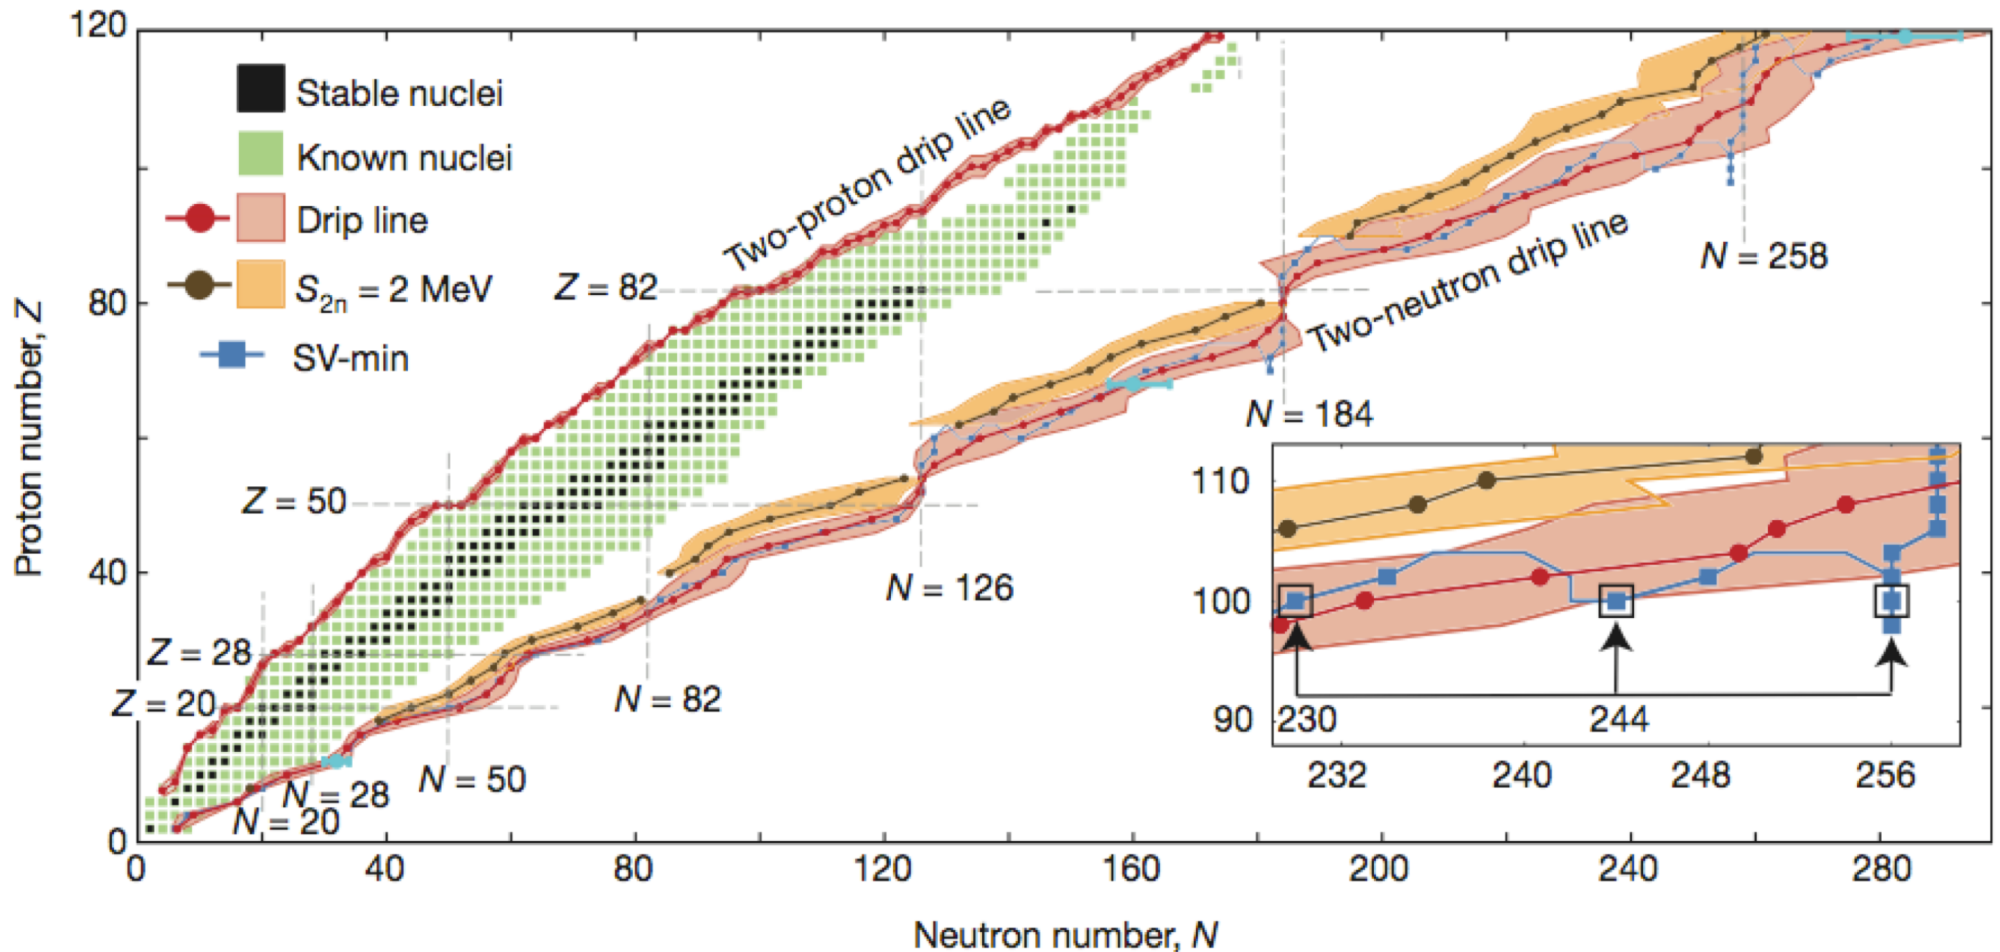 120
80
40
0
Proton number, Z
Stable nuclei
Known nuclei
Drip line
S2n = 2 MeV
SV-min
Two-proton drip line
Two-neutron drip line
Z = 82
Z = 50
Z = 28
Z = 20
N = 258
N = 184
N = 126
N = 82
N = 50
N = 28
N = 20
110
100
90
230
244
232
240
248
256
0
40
80
120
160
200
240
280
Neutron number, N